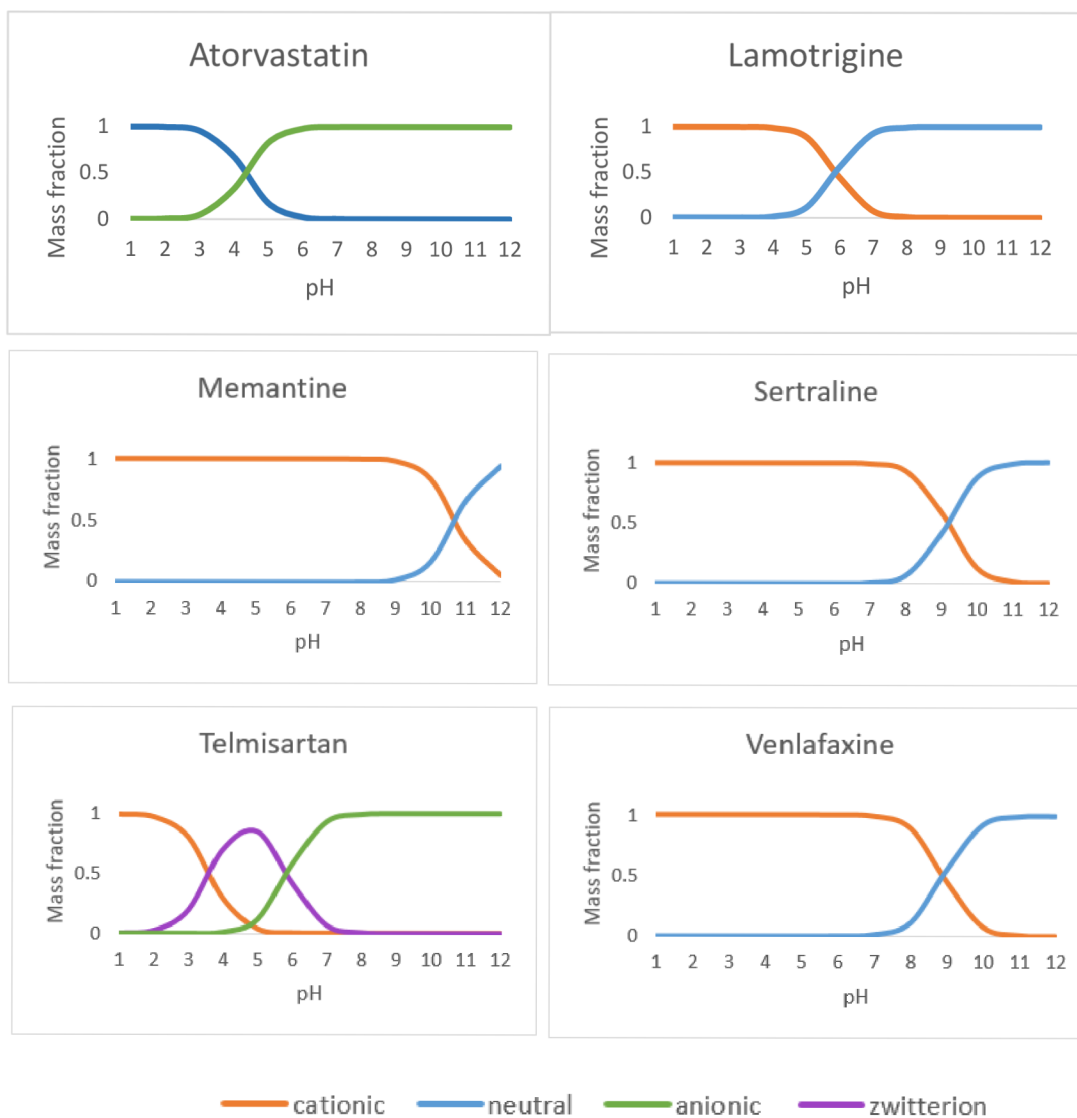 Atorvastatin
Mass fraction
1
0.5
0
1 2 3 4 5 6 7 8 9 10 11 12
pH
Lamotrigine
Mass fraction
1
0.5
0
1 2 3 4 5 6 7 8 9 10 11 12
pH
Memantine
Mass fraction
1
0.5
0
1 2 3 4 5 6 7 8 9 10 11 12
pH
Sertraline
Mass fraction
1
0.5
0
1 2 3 4 5 6 7 8 9 10 11 12
pH
Telmisartan
Mass fraction
1
0.5
0
1 2 3 4 5 6 7 8 9 10 11 12
pH
Venlafaxine
Mass fraction
1
0.5
0
1 2 3 4 5 6 7 8 9 10 11 12
pH
cationic neutral anionic zwitterion